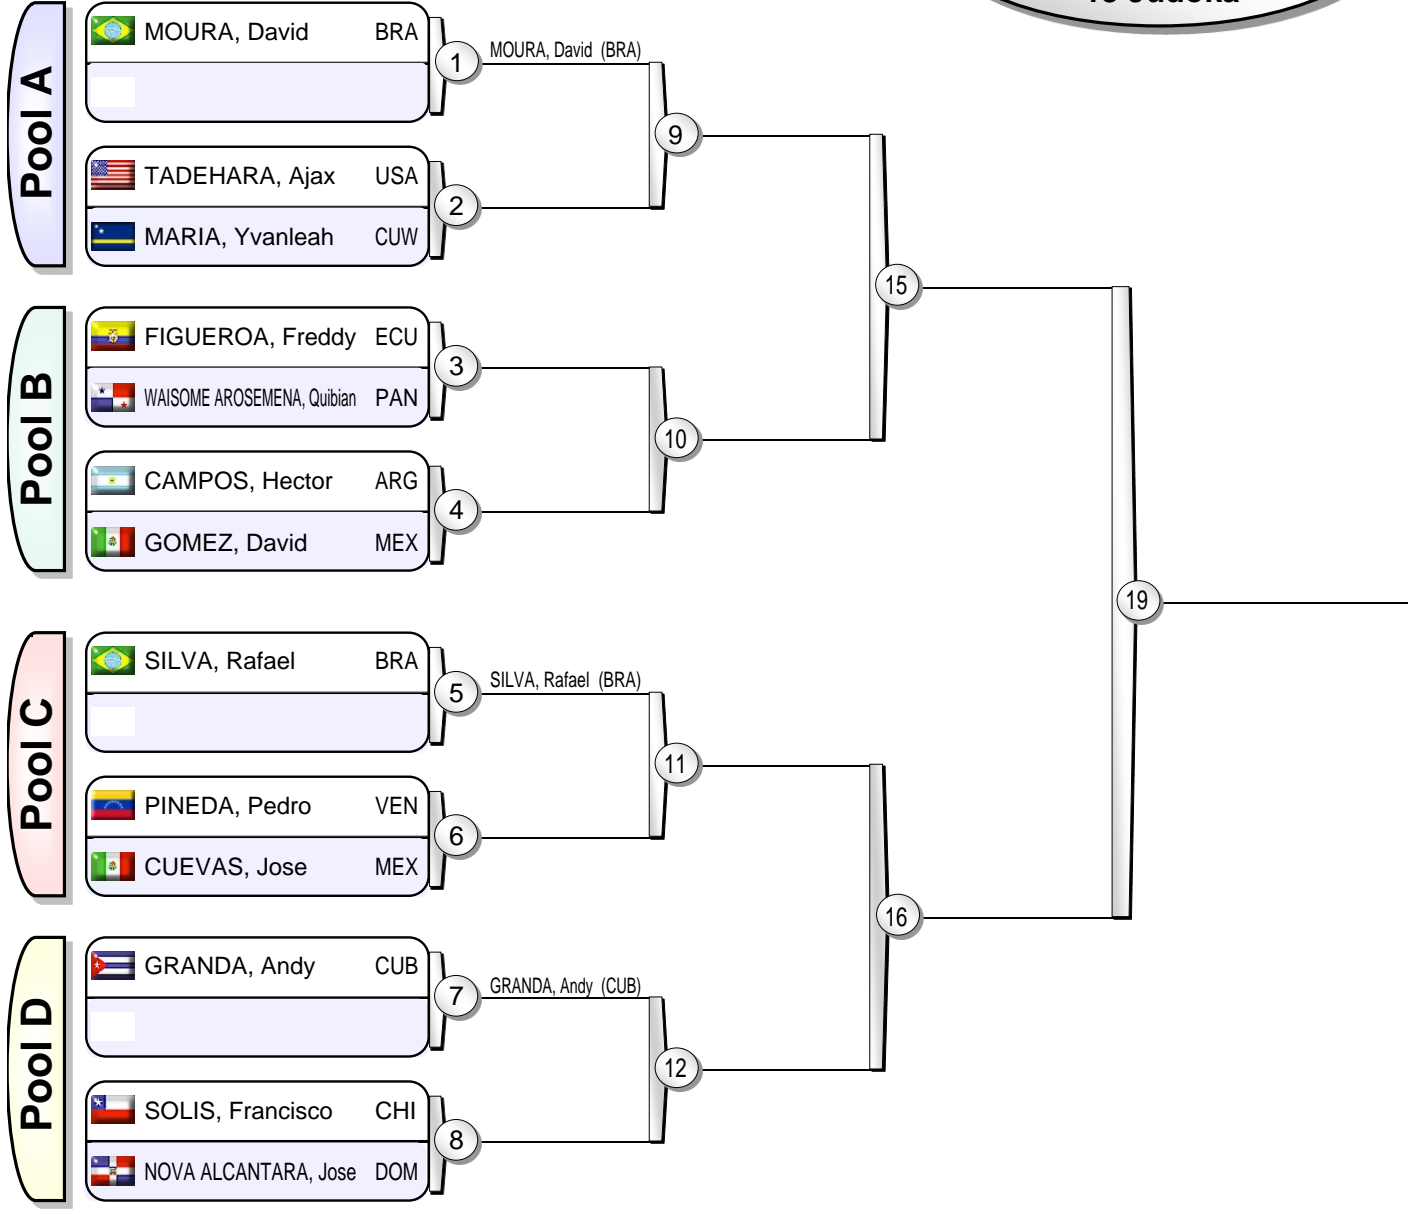 Pool A
MOURA, David BRA
1
MOURA, David (BRA)
9
TADEHARA, Ajax USA
2
MARIA, Yvanleah CUW
15
Pool B
FIGUEROA, Freddy ECU
3
WAISOME AROSEMENA, Quibian PAN
10
CAMPOS, Hector ARG
4
GOMEZ, David MEX
19
Pool C
SILVA, Rafael BRA
5
SILVA, Rafael (BRA)
11
PINEDA, Pedro VEN
6
CUEVAS, Jose MEX
16
Pool D
GRANDA, Andy CUB
7
GRANDA, Andy (CUB)
12
SOLIS, Francisco CHI
8
NOVA ALCANTARA, Jose DOM